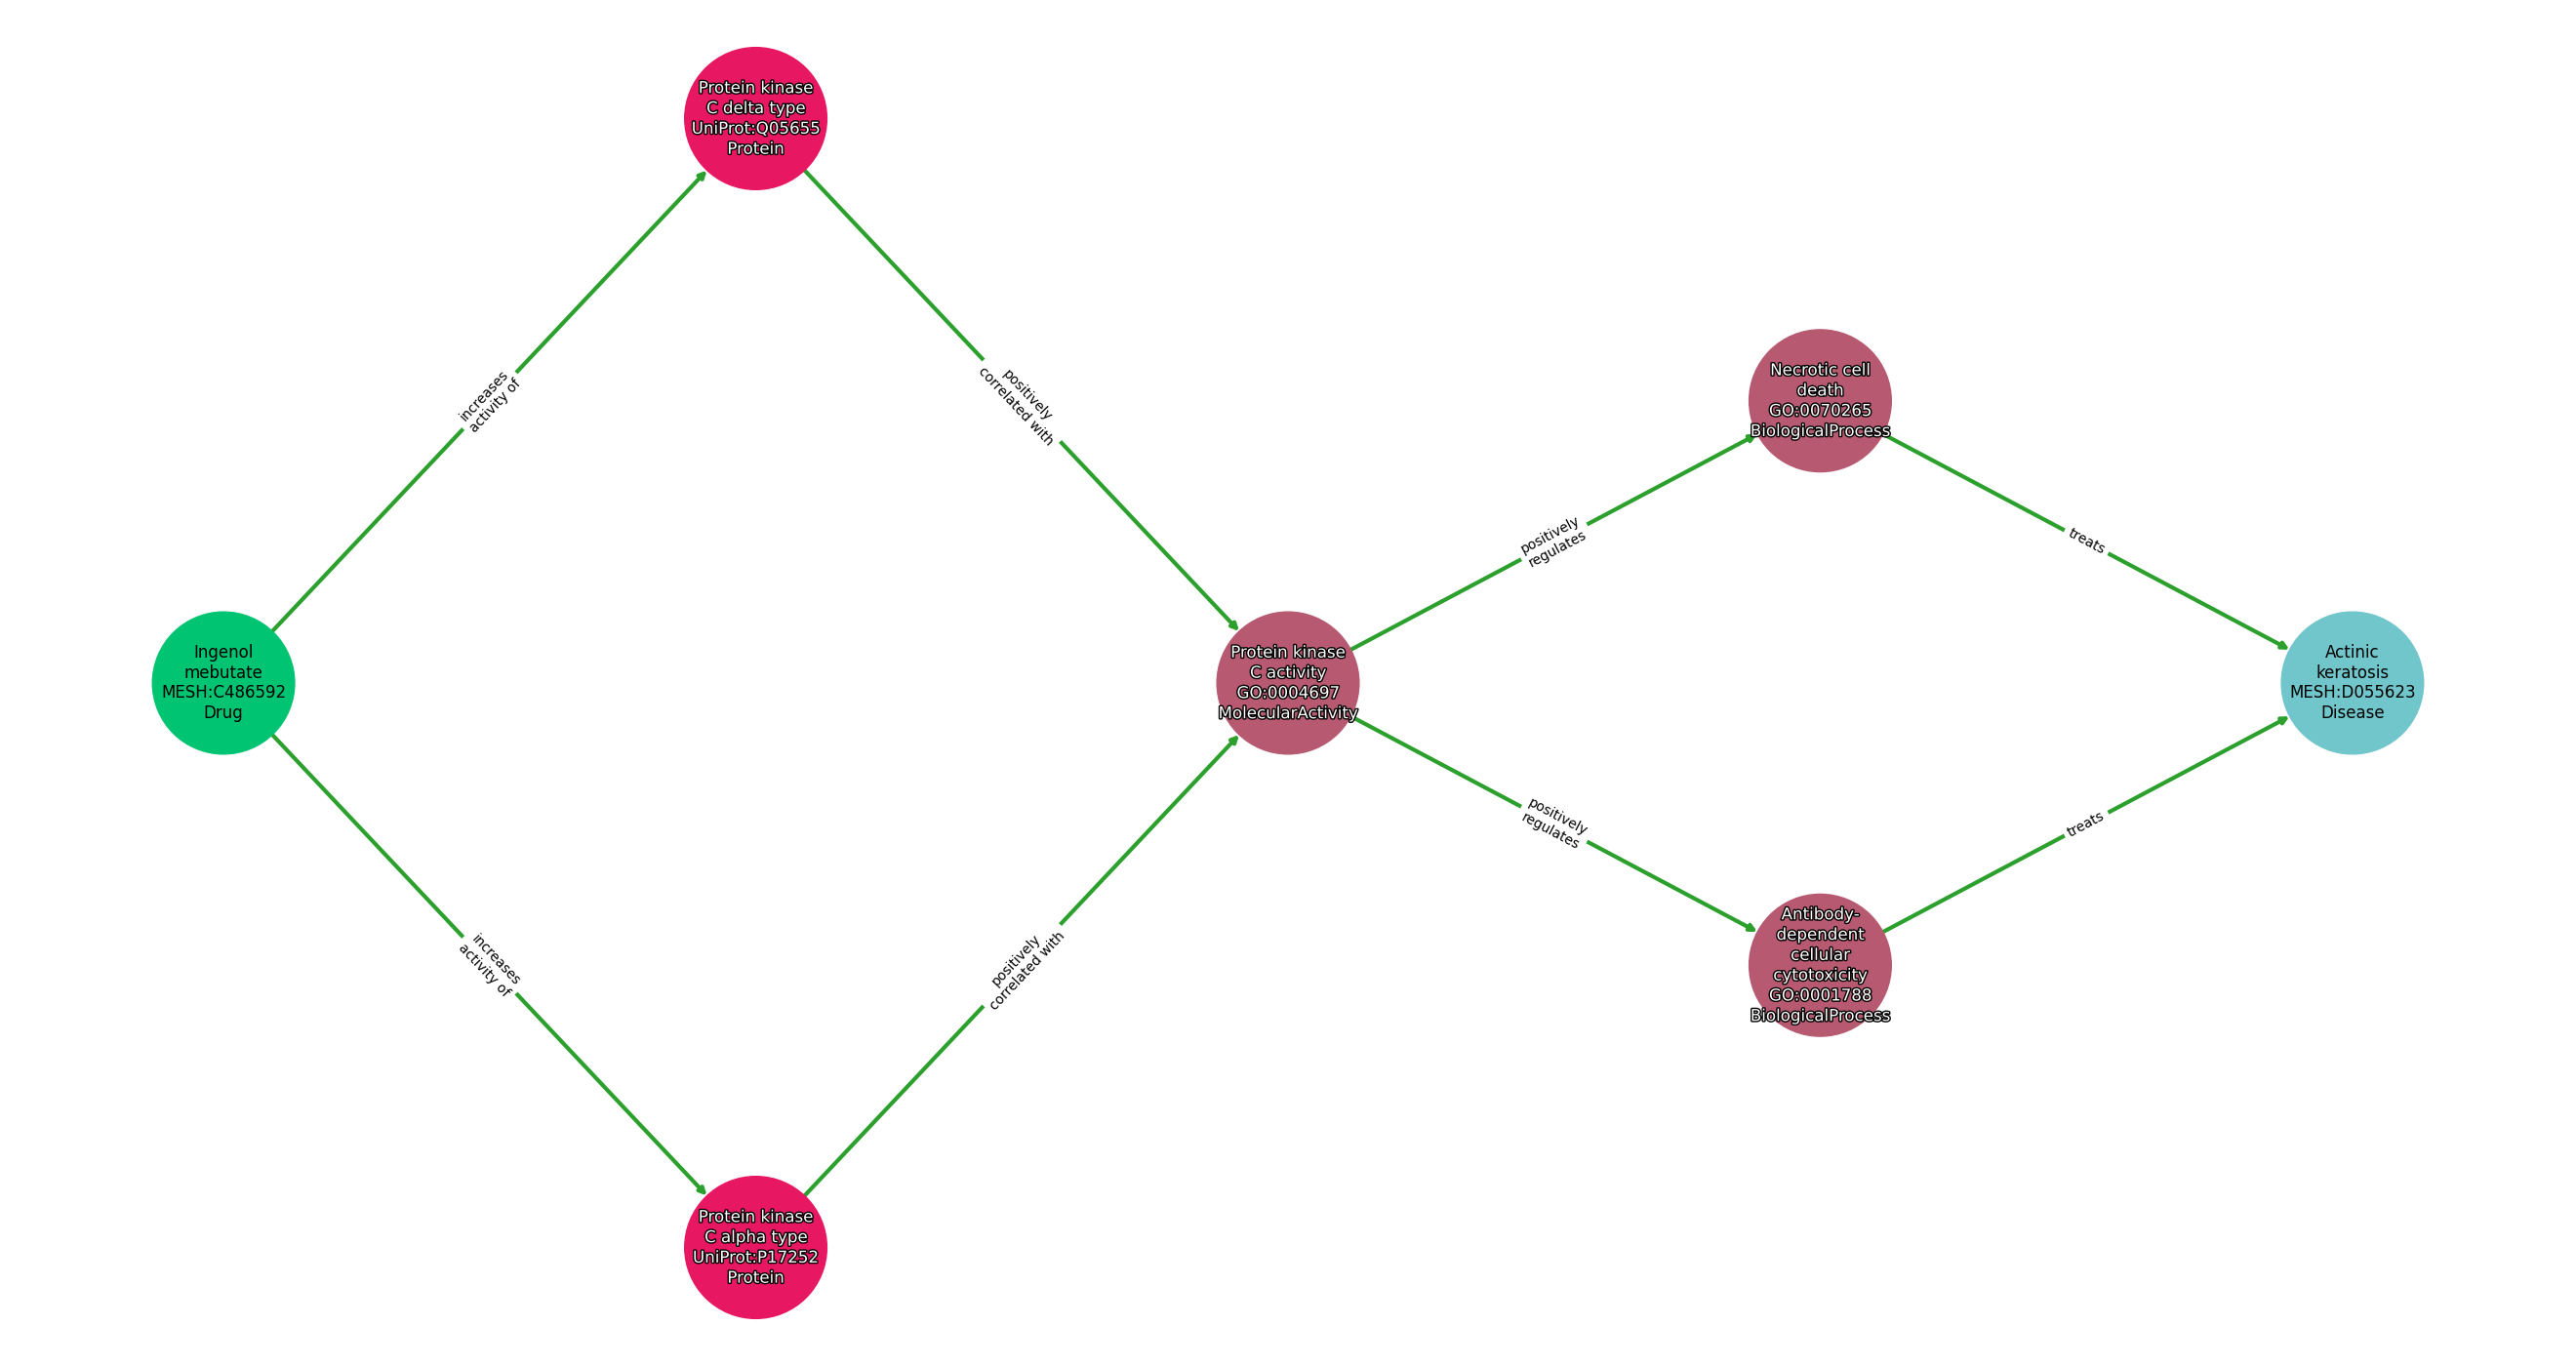 Protein kinase
C delta type
UniProt:Q05655
Protein
increases
activity of
positively
correlated with
Necrotic cell
death
GO:0070265
BiologicalProcess
positively
regulates
treats
Ingenol
mebutate
MESH:C486592
Drug
Protein kinase
C activity
GO:0004697
MolecularActivity
Actinic
keratosis
MESH:D055623
Disease
positively
regulates
treats
Antibody-
dependent
cellular
cytotoxicity
GO:0001788
BiologicalProcess
increases
activity of
positively
correlated with
Protein kinase
C alpha type
UniProt:P17252
Protein